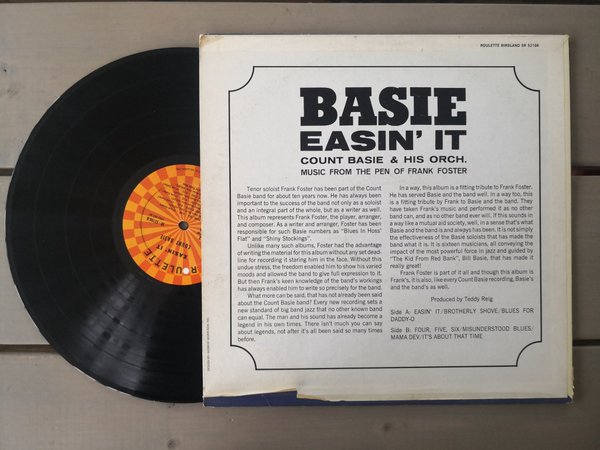 ROULETTE BIRDLAND SR 52106
BASIE
EASIN' IT
COUNT BASIE & HIS ORCH.
MUSIC FROM THE PEN OF FRANK FOSTER
Tenor soloist Frank Foster has been part of the Count
Basie band for about ten years now. He has always been
important to the success of the band not only as a soloist
and an integral part of the whole, but as a writer as well.
This album represents Frank Foster, the player, arranger,
and composer. As a writer and arranger, Foster has been
responsible for such Basie numbers as "Blues In Hoss'
Flat" and "Shiny Stockings".
Unlike many such albums, Foster had the advantage
of writing the material for this album without any set dead-
line for recording it staring him in the face. Without this
undue stress, the freedom enabled him to show his varied
moods and allowed the band to give full expression to it.
But then Frank's keen knowledge of the band's workings
has always enabled him to write so precisely for the band.
What more can be said, that has not already been said
about the Count Basie band? Every new recording sets a
new standard of big band jazz that no other known band
can equal. The man and his sound has already become a
legend in his own times. There isn't much you can say
about legends, not after it's all been said so many times
before.
In a way, this album is a fitting tribute to Frank Foster.
He has served Basie and the band well. In a way too, this
is a fitting tribute by Frank to Basie and the band. They
have taken Frank's music and performed it as no other
band can, and as no other band ever will. If this sounds in
a way like a mutual aid society, well, in a sense that's what
Basie and the band is and always has been. It is not simply
the effectiveness of the Basie soloists that has made the
band what it is. It is sixteen musicians, all conveying the
impact of the most powerful force in jazz and guided by
"The Kid From Red Bank", Bill Basie, that has made it
really great!
Frank Foster is part of it all and though this album is
Frank's, it is also, like every Count Basie recording, Basie's
and the band's as well.
Produced by Teddy Reig
Side A: EASIN' IT/BROTHERLY SHOVE/BLUES FOR
DADDY-O
Side B: FOUR, FIVE, SIX/MISUNDERSTOOD BLUES/
MAMA DEV/IT'S ABOUT THAT TIME
ROULETTE
EASIN' IT
COUNT BASIE